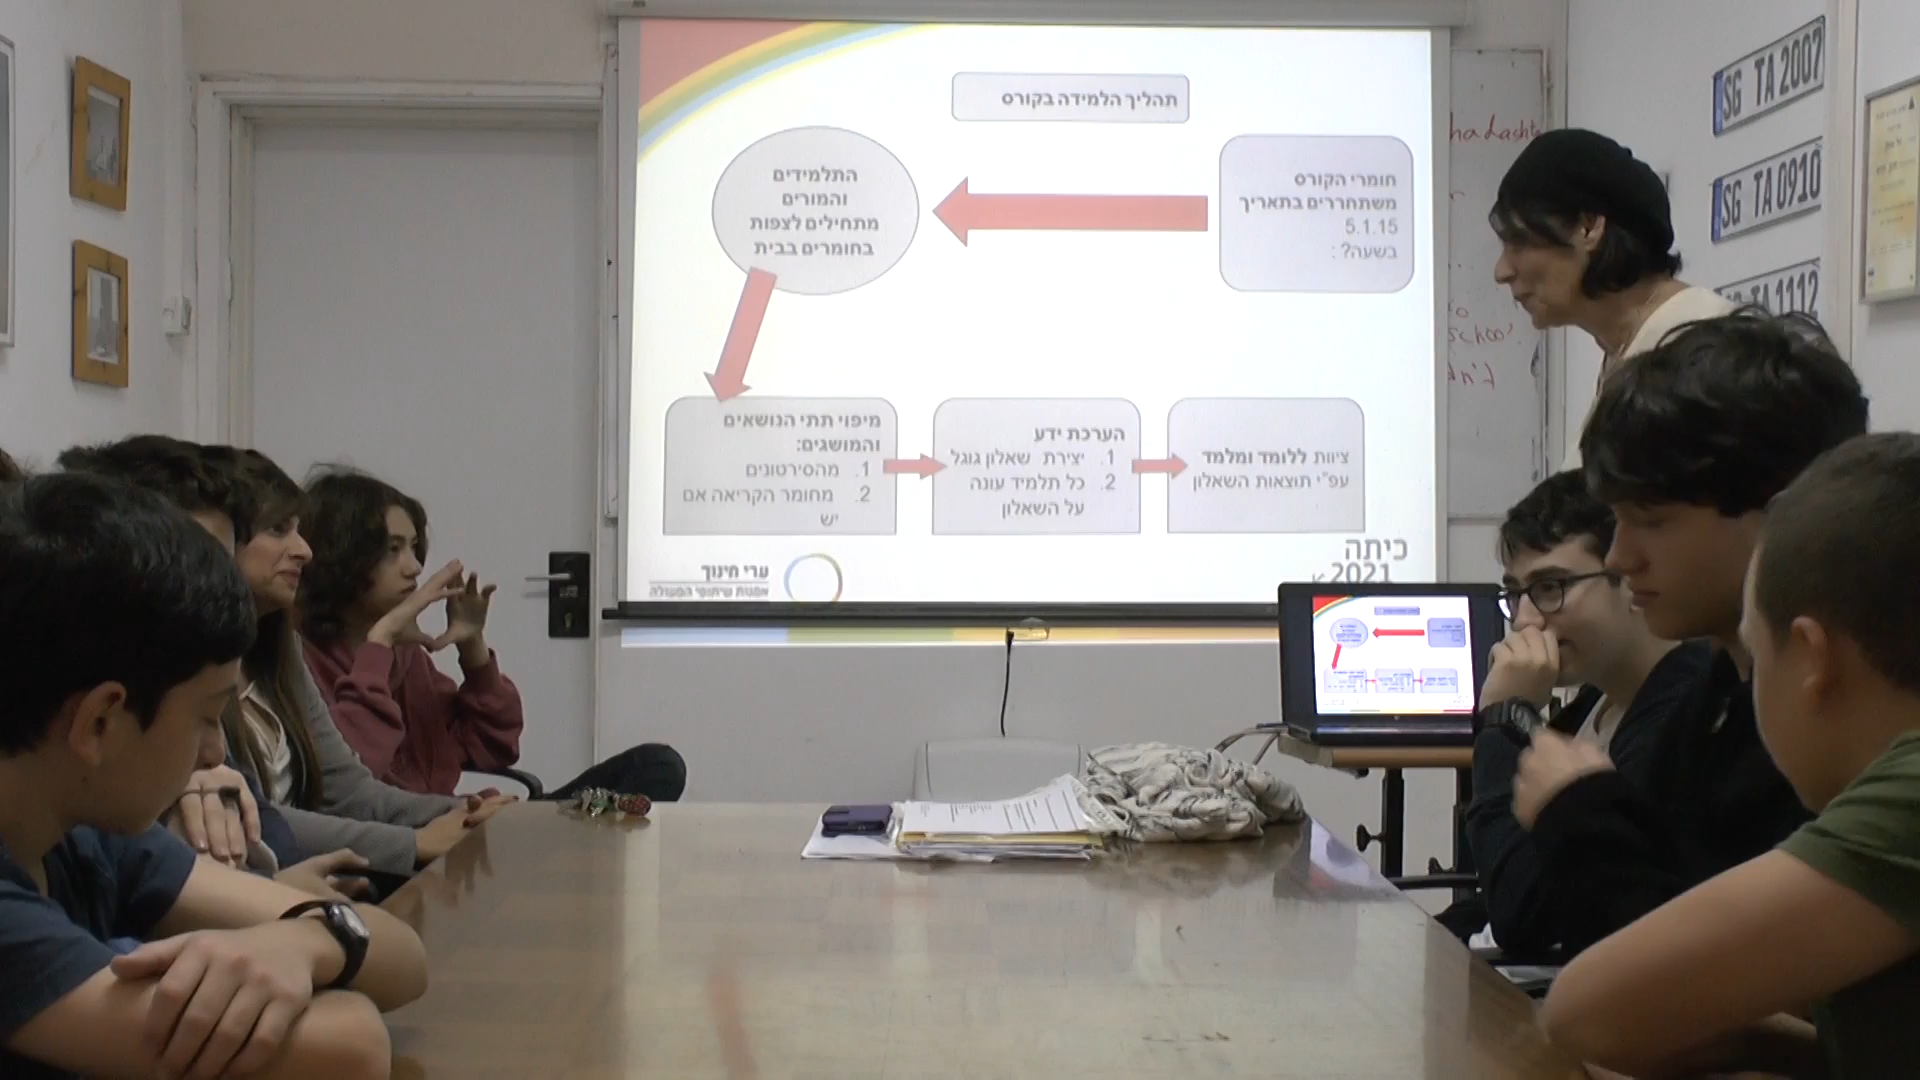 תהליך הלמידה בקורס
חומרי הקורס
משתחררים בתאריך
5.1.15
בשעה? :
התלמידים
והמורים
מתחילים לצפות
בחומרים בבית
מיפוי תתי הנושאים
והמושגים:
1. מהסירטונים
2. מחומר הקריאה אם
יש
הערכת ידע
1. יצירת שאלון גוגל
2. כל תלמיד עונה
על השאלון
ציוות ללומד ומלמד
עפ"י תוצאות השאלון
ערי חינוך
כיתה
2021
SG TA 2007
SG TA 0910
TA 1112